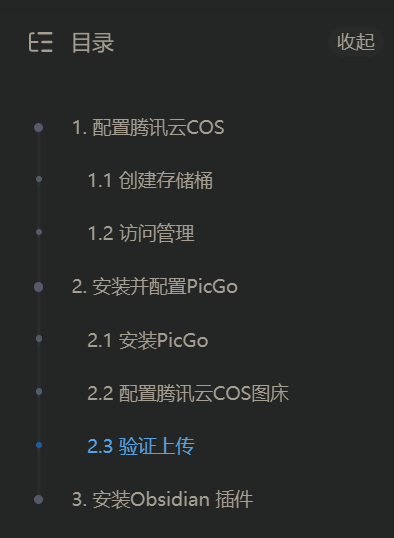 目录
收起
1. 配置腾讯云COS
1.1 创建存储桶
1.2 访问管理
2. 安装并配置PicGo
2.1 安装PicGo
2.2 配置腾讯云COS图床
2.3 验证上传
3. 安装Obsidian 插件